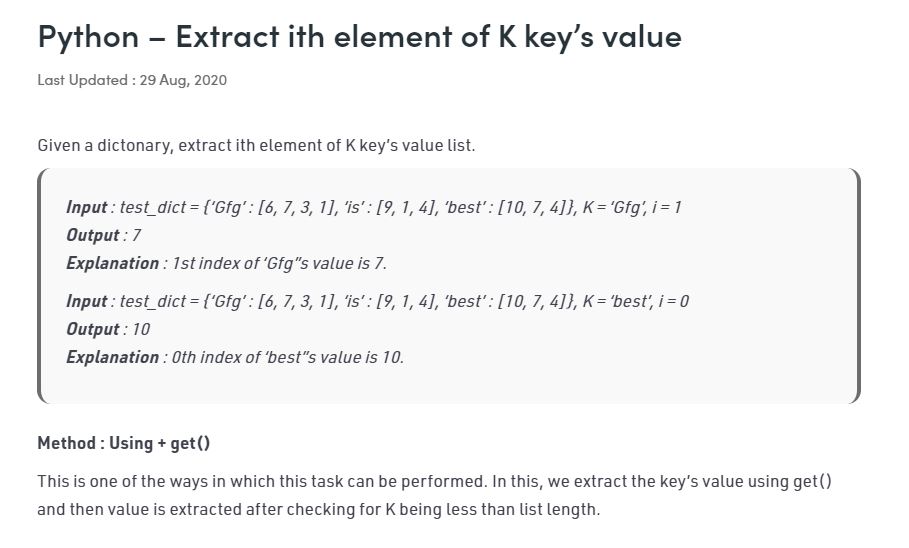 Python – Extract ith element of K key’s value
Last Updated : 29 Aug, 2020
Given a dictonary, extract ith element of K key’s value list.
Input : test_dict = {‘Gfg’ : [6, 7, 3, 1], ‘is’ : [9, 1, 4], ‘best’ : [10, 7, 4]}, K = ‘Gfg’, i = 1
Output : 7
Explanation : 1st index of ‘Gfg”s value is 7.
Input : test_dict = {‘Gfg’ : [6, 7, 3, 1], ‘is’ : [9, 1, 4], ‘best’ : [10, 7, 4]}, K = ‘best’, i = 0
Output : 10
Explanation : 0th index of ‘best”s value is 10.
Method : Using + get()
This is one of the ways in which this task can be performed. In this, we extract the key’s value using get()
and then value is extracted after checking for K being less than list length.